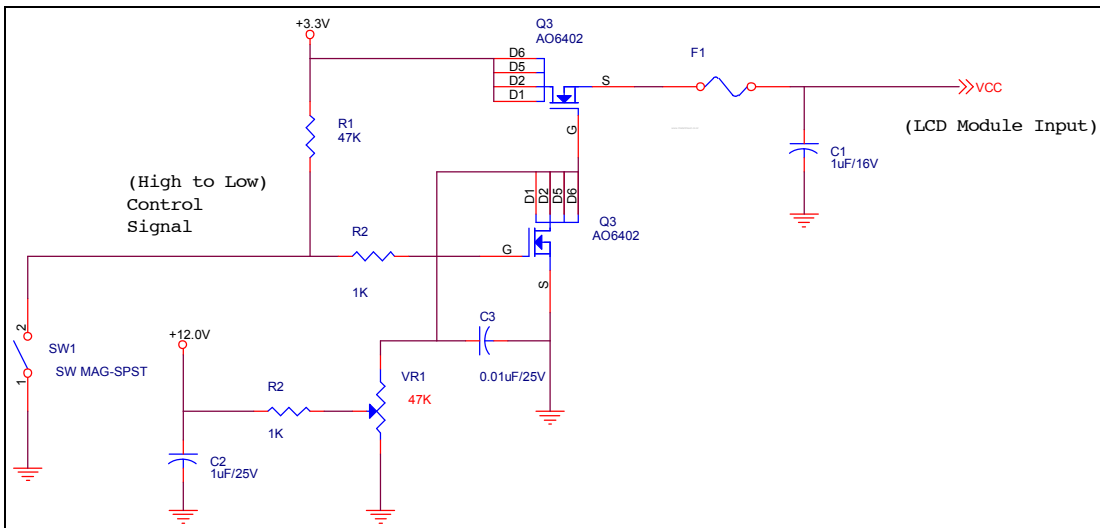 +3.3V
Q3
AO6402
D6
D5
D2
D1
S
G
F1
VCC
(LCD Module Input)
R1
47K
C1
1uF/16V
(High to Low)
Control
Signal
D1
D2
D5
D6
Q3
AO6402
G
S
R2
1K
2
1
SW1
SW MAG-SPST
+12.0V
C3
0.01uF/25V
R2
1K
VR1
47K
C2
1uF/25V